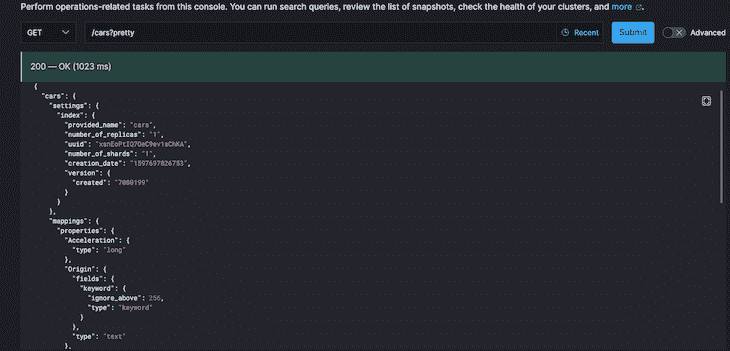 Perform operations-related tasks from this console. You can run search queries, review the list of snapshots, check the health of your clusters, and more.
GET /cars?pretty Recent Submit Advanced
200 — OK (1023 ms)
{
"cars": {
"settings": {
"index": {
"provided_name": "cars",
"number_of_replicas": "1",
"number_of_shards": "1",
"creation_date": "1597697826753",
"version": {
"created": "7080199"
}
}
},
"mappings": {
"properties": {
"Acceleration": {
"type": "long"
},
"Origin": {
"fields": {
"keyword": {
"ignore_above": 256,
"type": "keyword"
}
},
"type": "text"
},